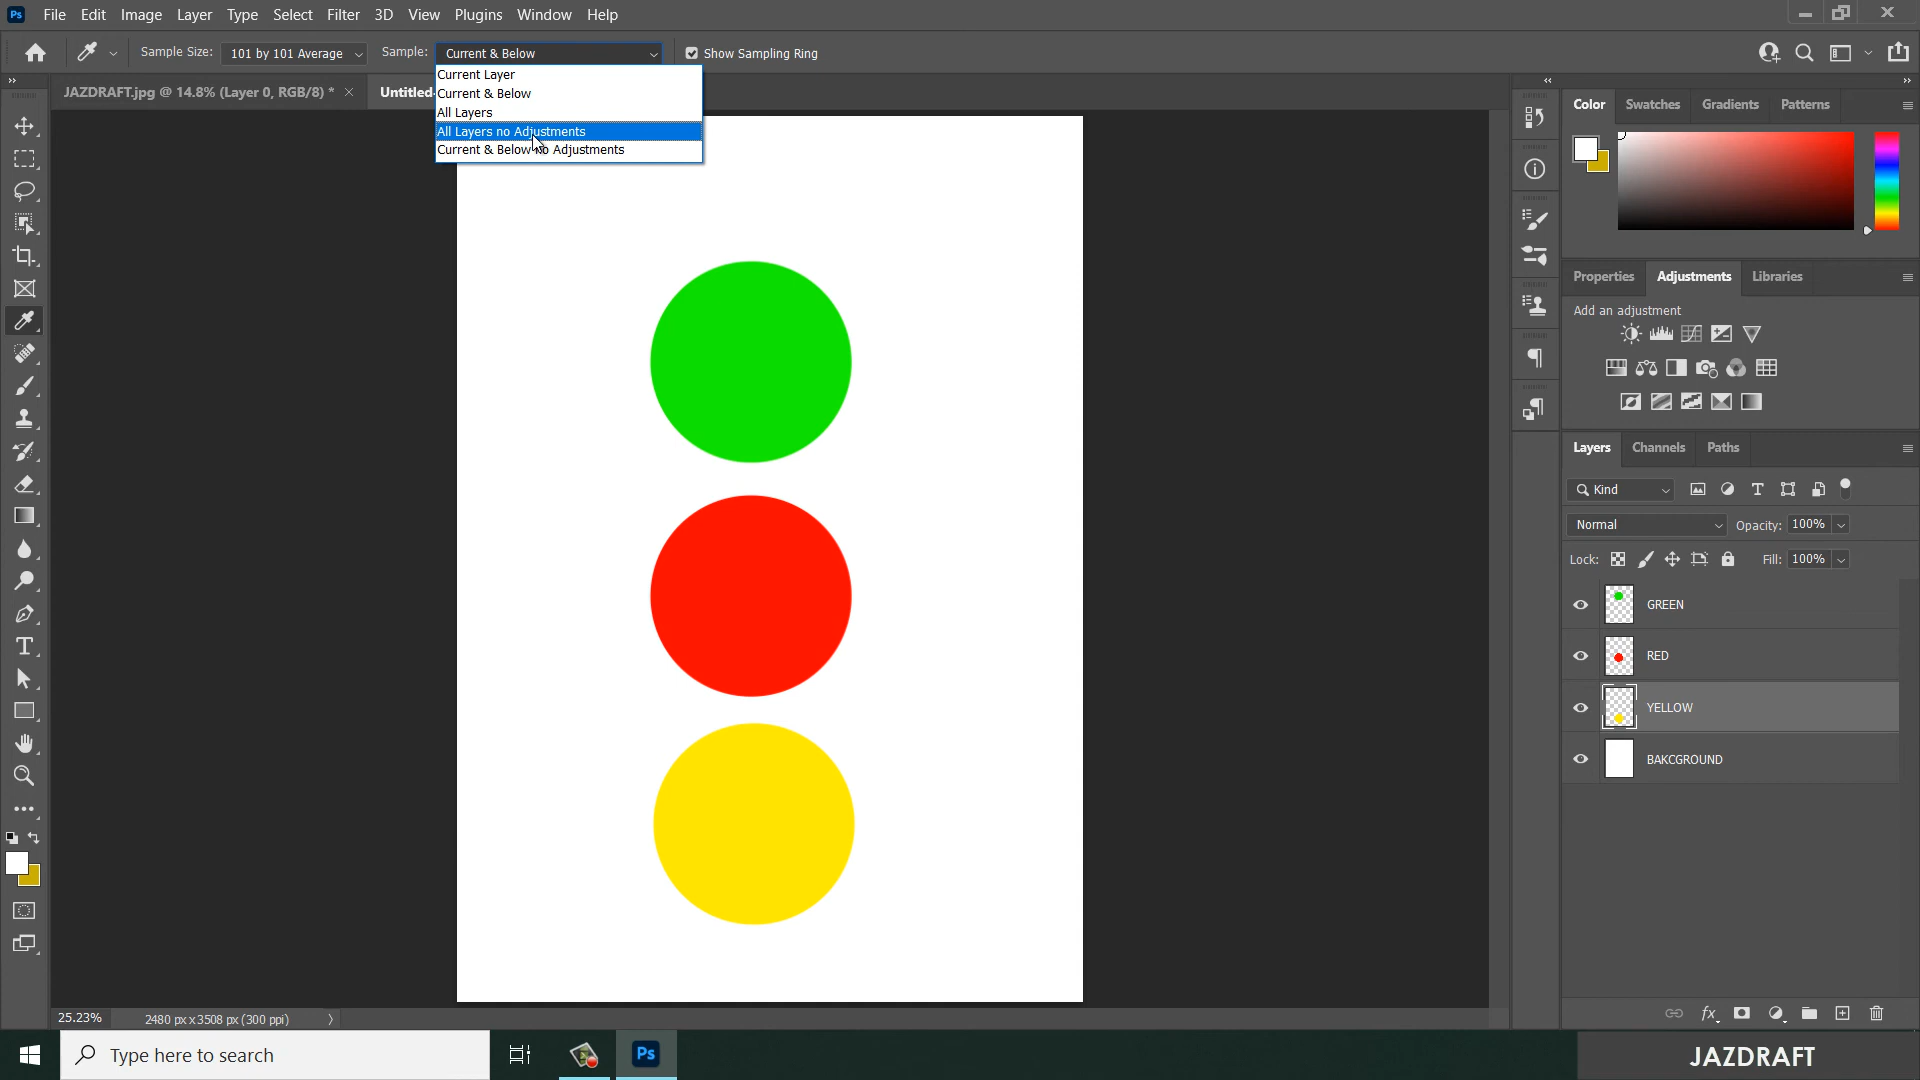 Ps File Edit Image Layer Type Select Filter 3D View Plugins Window Help
Sample Size: 101 by 101 Average Sample: Current & Below Show Sampling Ring
Current Layer
Current & Below
All Layers
All Layers no Adjustments
Current & Below no Adjustments
JAZDRAFT.jpg @ 14.8% (Layer 0, RGB/8) * × Untitled-
Color Swatches Gradients Patterns
Properties Adjustments Libraries
Add an adjustment
Layers Channels Paths
Kind
Normal Opacity: 100%
Lock: Fill: 100%
GREEN
RED
YELLOW
BAKCGROUND
fx
25.23% 2480 px x 3508 px (300 ppi)
Type here to search
Ps
JAZDRAFT